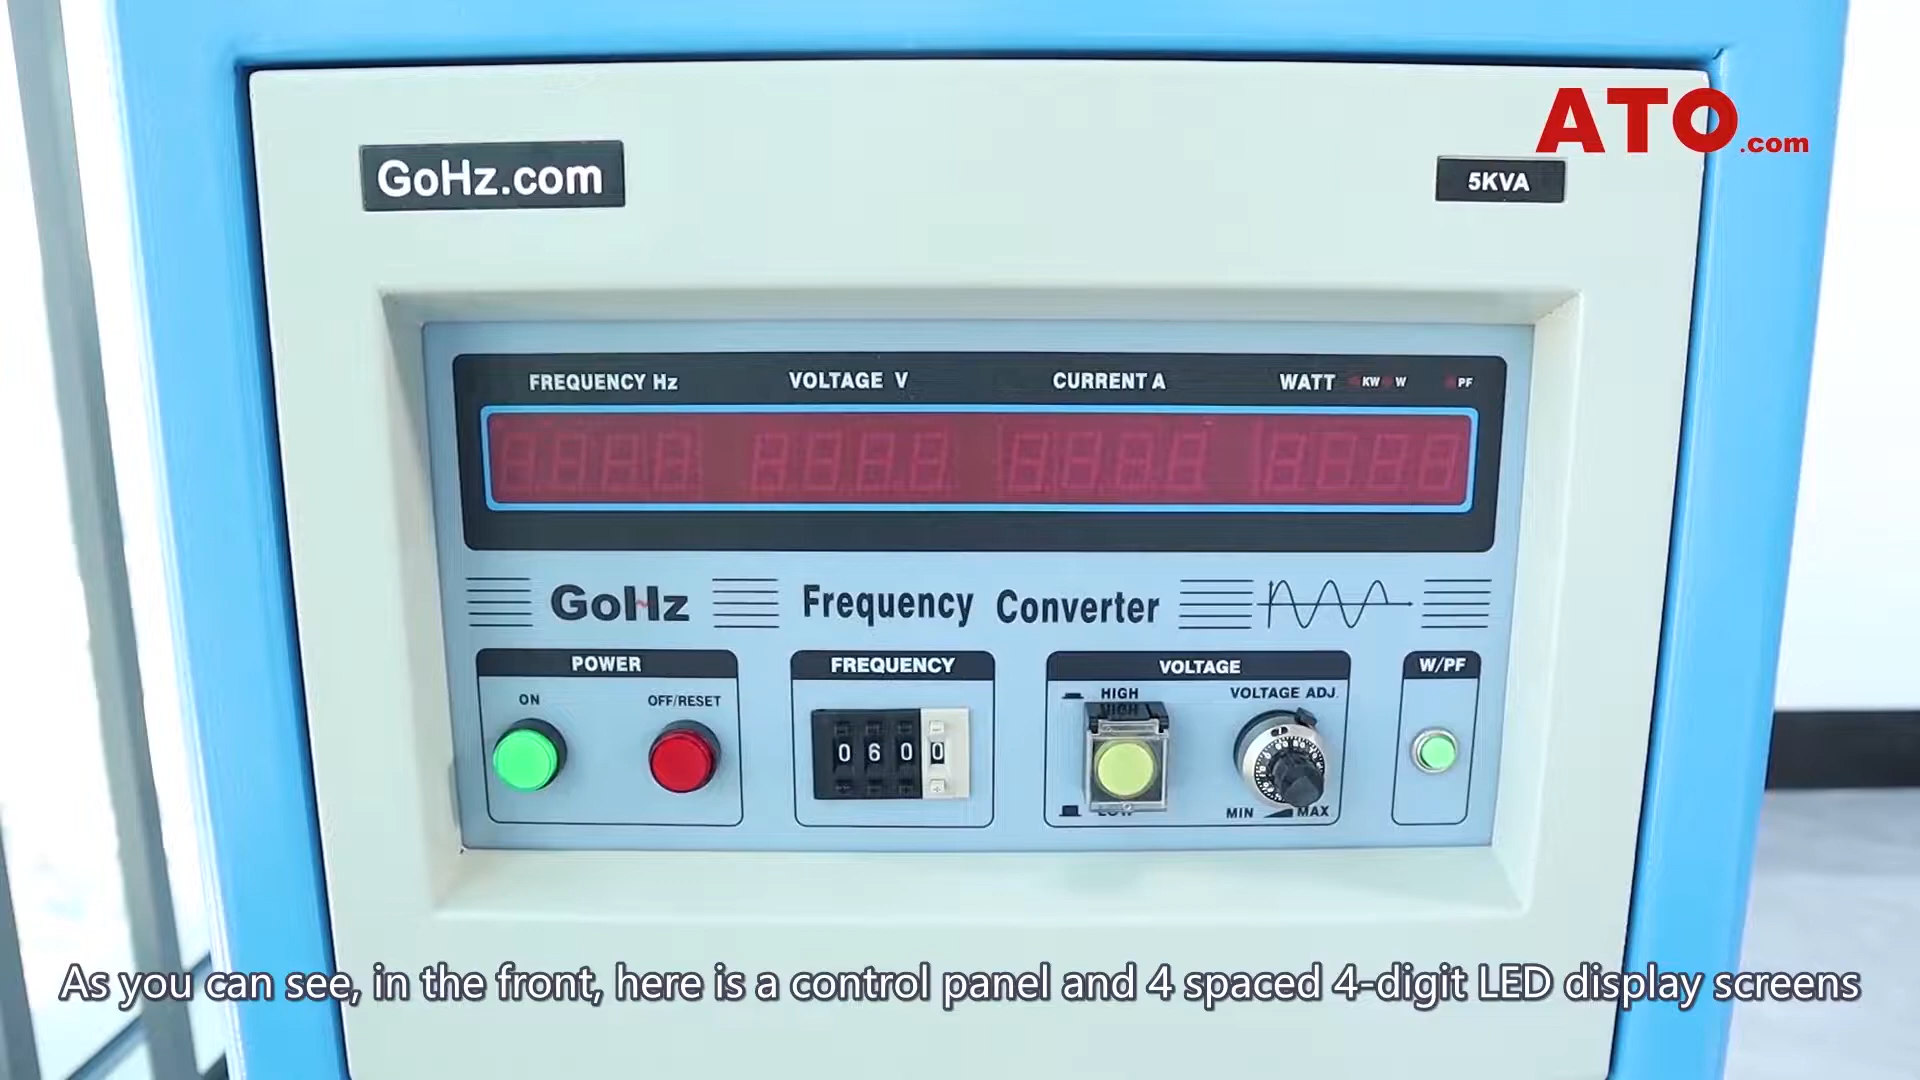 ATO.com
GoHz.com
5KVA
FREQUENCY Hz VOLTAGE V CURRENT A WATT KW W PF
GoHz Frequency Converter
POWER FREQUENCY VOLTAGE W/PF
ON OFF/RESET HIGH VOLTAGE ADJ.
HIGH
0600
LOW MIN MAX
As you can see, in the front, here is a control panel and 4 spaced 4-digit LED display screens